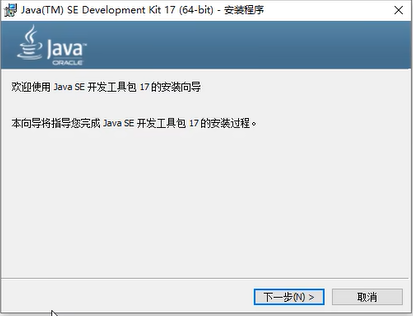 Java(TM) SE Development Kit 17 (64-bit) - 安装程序
Java™
ORACLE
欢迎使用 Java SE 开发工具包 17 的安装向导
本向导将指导您完成 Java SE 开发工具包 17 的安装过程。
下一步(N) > 取消